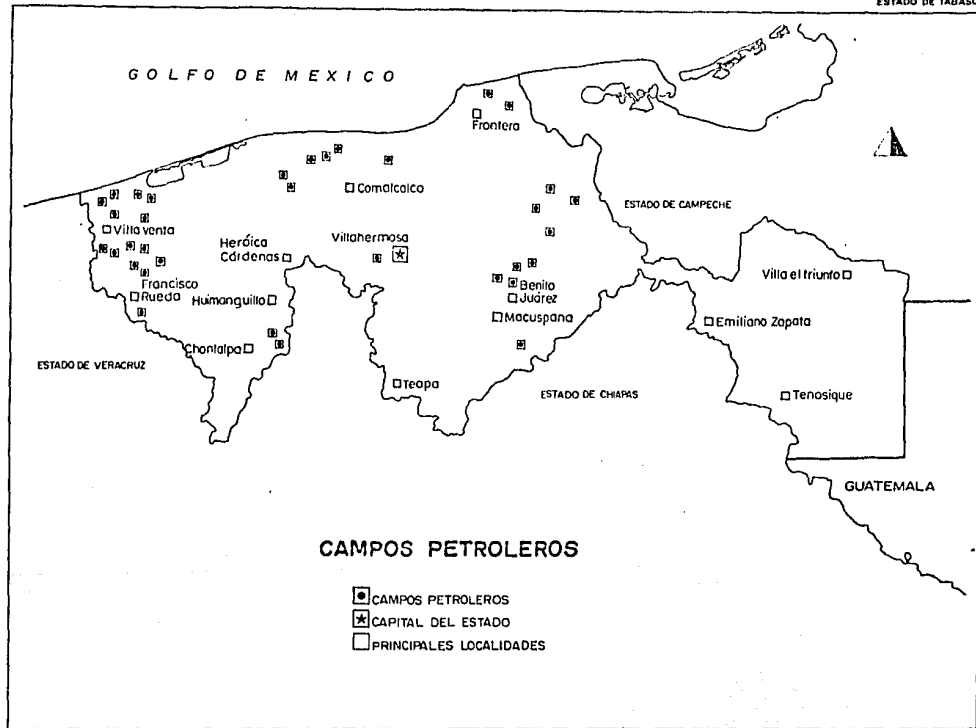 ESTADO DE TABASC
GOLFO DE MEXICO
Frontera
Comalcalco
ESTADO DE CAMPECHE
Villa venta
Heróica
Cárdenas
Villahermosa
Villa el triunfo
Francisco
Rueda
Huimanguillo
Benito
Juárez
Macuspana
Emiliano Zapata
Chontalpa
ESTADO DE VERACRUZ
Teapa
ESTADO DE CHIAPAS
Tenosique
GUATEMALA
CAMPOS PETROLEROS
CAMPOS PETROLEROS
CAPITAL DEL ESTADO
PRINCIPALES LOCALIDADES